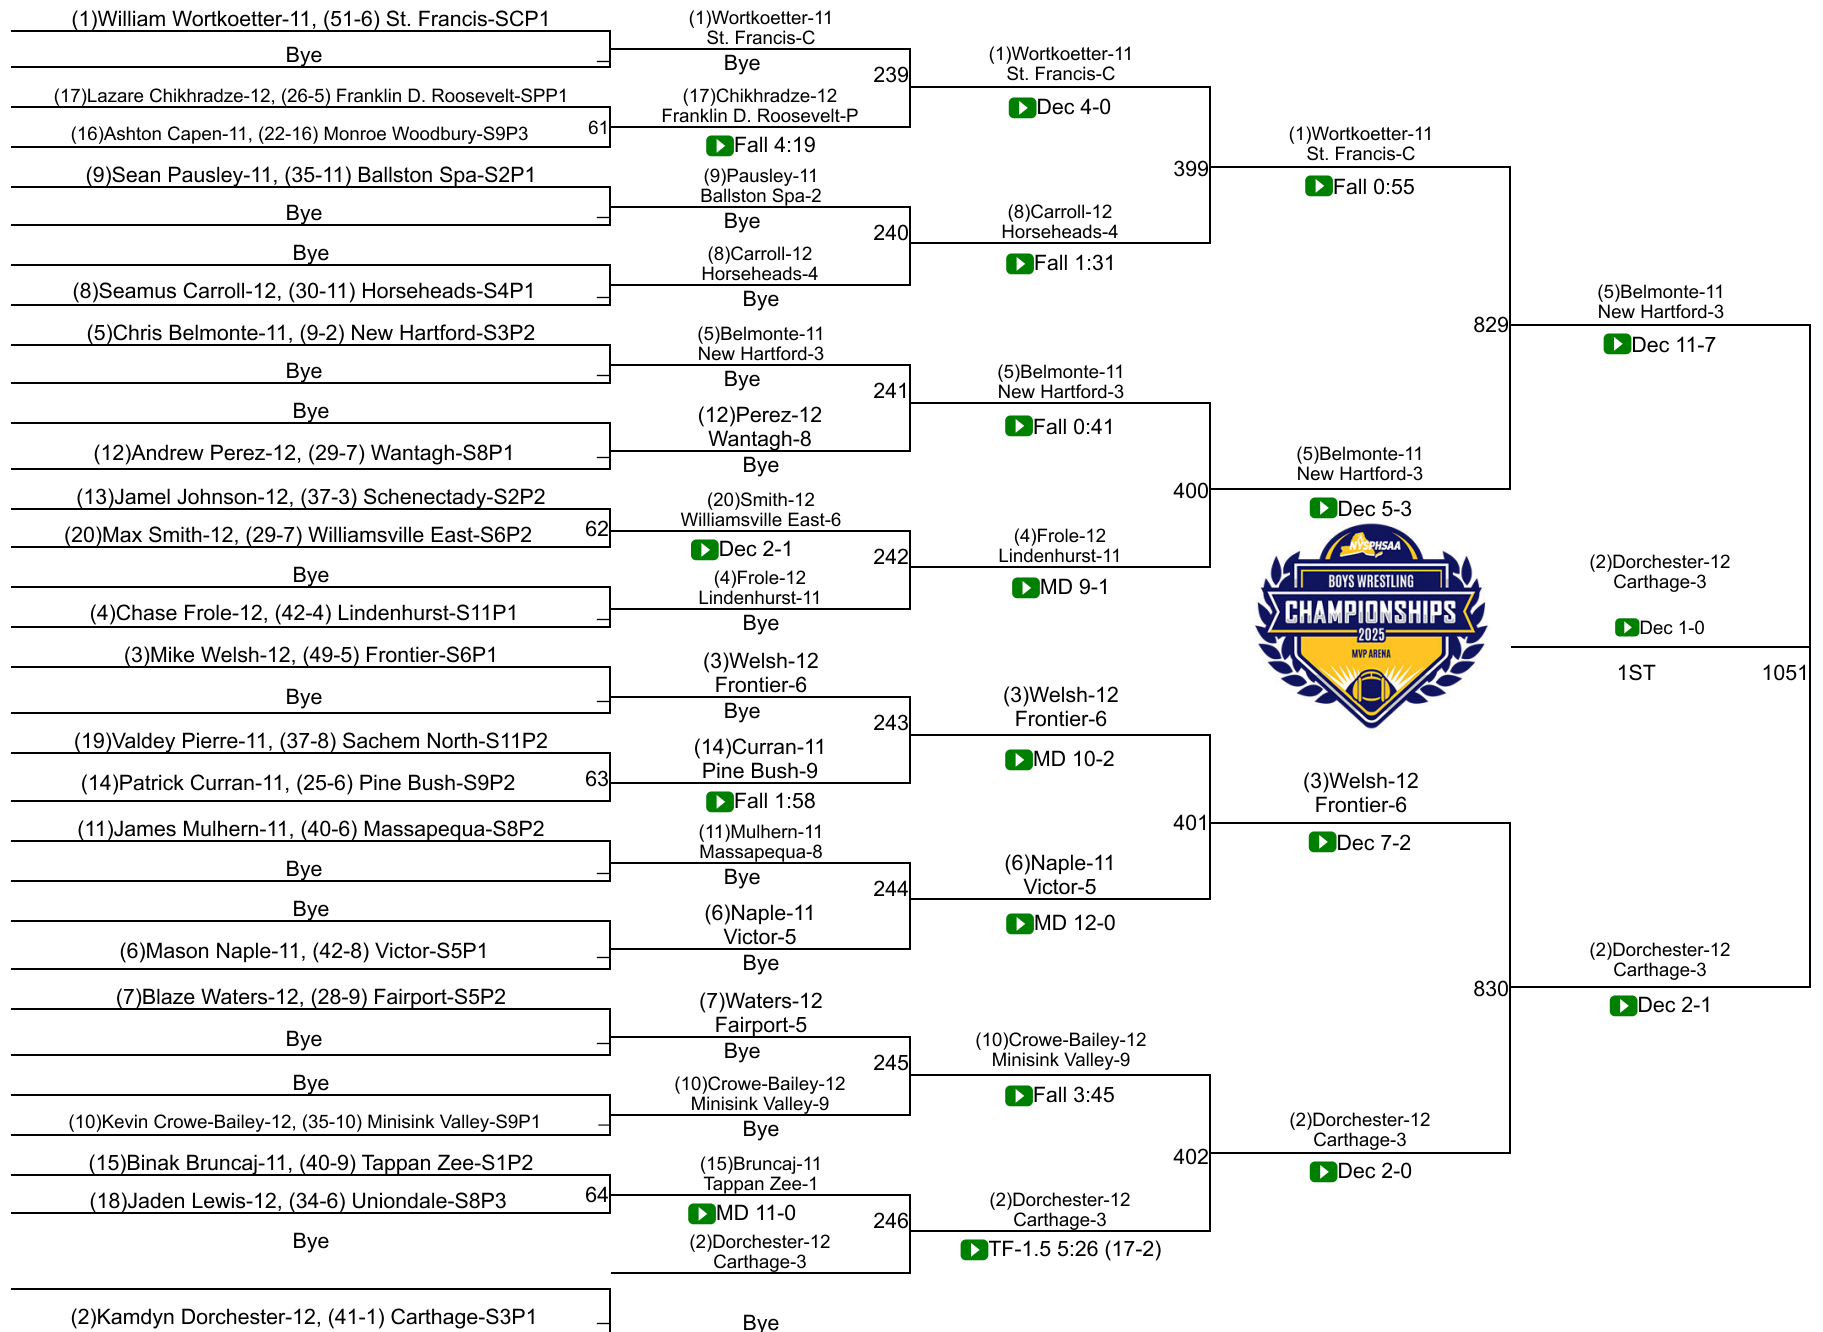 (1)William Wortkoetter-11, (51-6) St. Francis-SCP1
Bye
(17)Lazare Chikhradze-12, (26-5) Franklin D. Roosevelt-SPP1
(16)Ashton Capen-11, (22-16) Monroe Woodbury-S9P3
61
(9)Sean Pausley-11, (35-11) Ballston Spa-S2P1
Bye
Bye
(8)Seamus Carroll-12, (30-11) Horseheads-S4P1
(5)Chris Belmonte-11, (9-2) New Hartford-S3P2
Bye
Bye
(12)Andrew Perez-12, (29-7) Wantagh-S8P1
(13)Jamel Johnson-12, (37-3) Schenectady-S2P2
(20)Max Smith-12, (29-7) Williamsville East-S6P2
62
Bye
(4)Chase Frole-12, (42-4) Lindenhurst-S11P1
(3)Mike Welsh-12, (49-5) Frontier-S6P1
Bye
(19)Valdey Pierre-11, (37-8) Sachem North-S11P2
(14)Patrick Curran-11, (25-6) Pine Bush-S9P2
63
(11)James Mulhern-11, (40-6) Massapequa-S8P2
Bye
Bye
(6)Mason Naple-11, (42-8) Victor-S5P1
(7)Blaze Waters-12, (28-9) Fairport-S5P2
Bye
Bye
(10)Kevin Crowe-Bailey-12, (35-10) Minisink Valley-S9P1
(15)Binak Bruncaj-11, (40-9) Tappan Zee-S1P2
(18)Jaden Lewis-12, (34-6) Uniondale-S8P3
64
Bye
(2)Kamdyn Dorchester-12, (41-1) Carthage-S3P1
(1)Wortkoetter-11
St. Francis-C
Bye
239
(17)Chikhradze-12
Franklin D. Roosevelt-P
Fall 4:19
(9)Pausley-11
Ballston Spa-2
Bye
240
(8)Carroll-12
Horseheads-4
Bye
(5)Belmonte-11
New Hartford-3
Bye
241
(12)Perez-12
Wantagh-8
Bye
(20)Smith-12
Williamsville East-6
Dec 2-1
242
(4)Frole-12
Lindenhurst-11
Bye
(3)Welsh-12
Frontier-6
Bye
243
(14)Curran-11
Pine Bush-9
Fall 1:58
(11)Mulhern-11
Massapequa-8
Bye
244
(6)Naple-11
Victor-5
Bye
(7)Waters-12
Fairport-5
Bye
245
(10)Crowe-Bailey-12
Minisink Valley-9
Bye
(15)Bruncaj-11
Tappan Zee-1
MD 11-0
246
(2)Dorchester-12
Carthage-3
Bye
(1)Wortkoetter-11
St. Francis-C
Dec 4-0
399
(8)Carroll-12
Horseheads-4
Fall 1:31
(5)Belmonte-11
New Hartford-3
Fall 0:41
400
(4)Frole-12
Lindenhurst-11
MD 9-1
(3)Welsh-12
Frontier-6
MD 10-2
401
(6)Naple-11
Victor-5
MD 12-0
(10)Crowe-Bailey-12
Minisink Valley-9
Fall 3:45
402
(2)Dorchester-12
Carthage-3
TF-1.5 5:26 (17-2)
(1)Wortkoetter-11
St. Francis-C
Fall 0:55
829
(5)Belmonte-11
New Hartford-3
Dec 5-3
NYSPHSAA
BOYS WRESTLING
CHAMPIONSHIPS
2025
MVP ARENA
(3)Welsh-12
Frontier-6
Dec 7-2
830
(2)Dorchester-12
Carthage-3
Dec 2-0
(5)Belmonte-11
New Hartford-3
Dec 11-7
(2)Dorchester-12
Carthage-3
Dec 1-0
1ST
1051
(2)Dorchester-12
Carthage-3
Dec 2-1